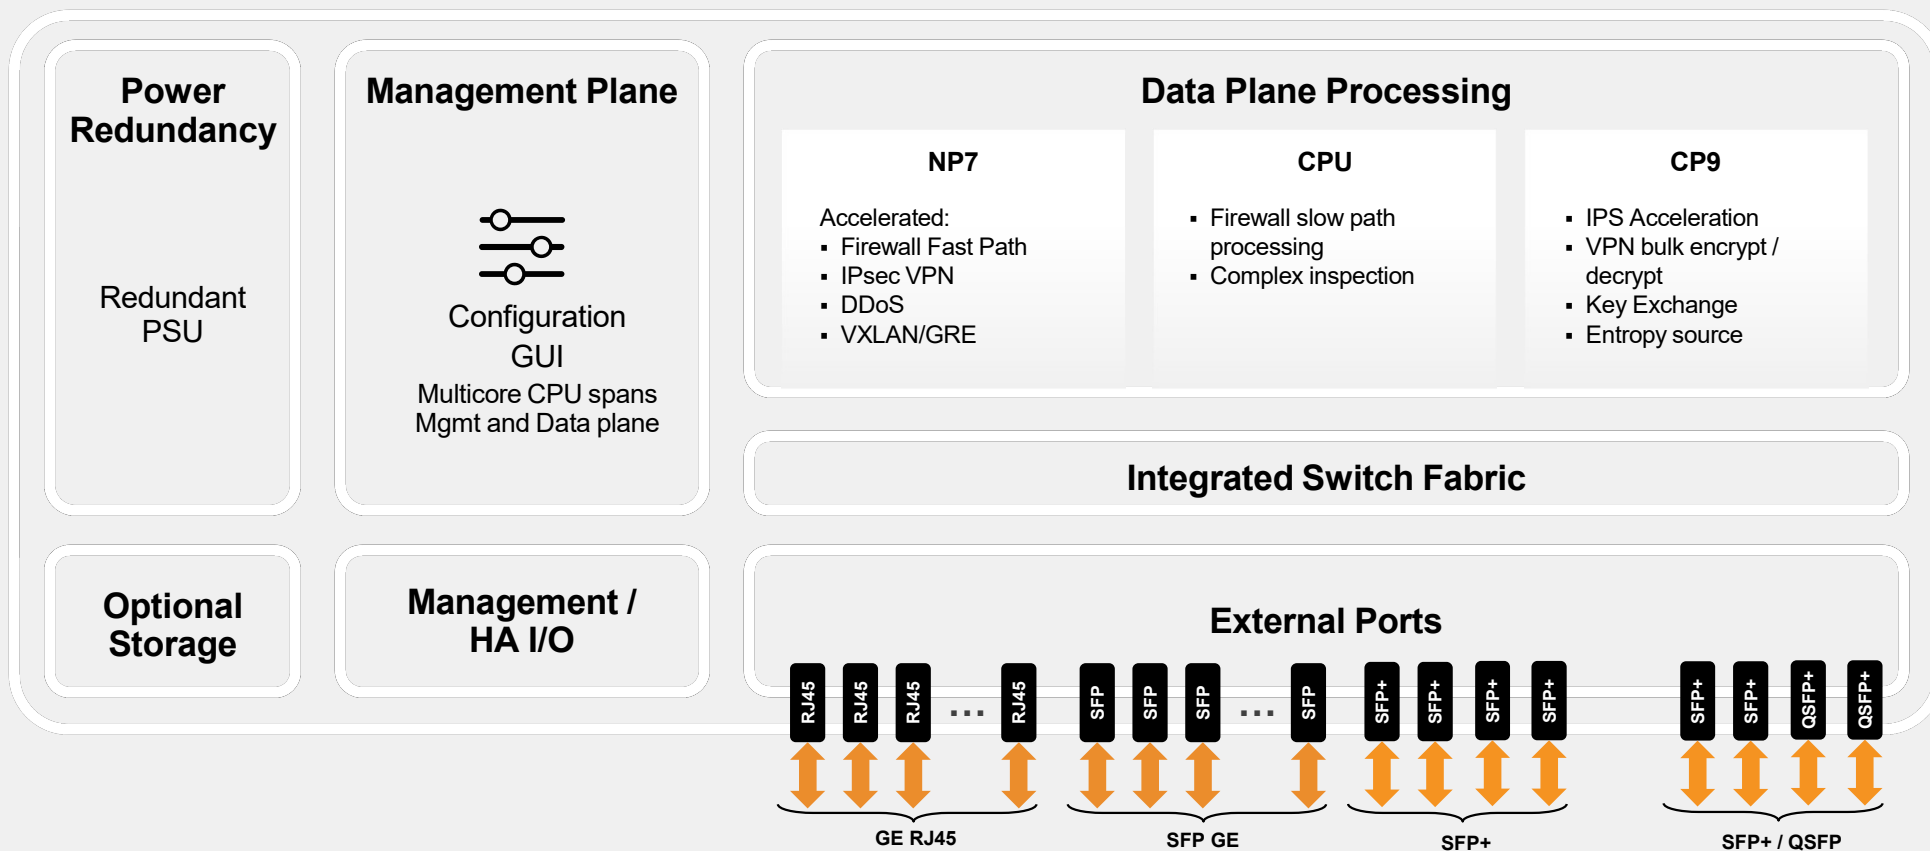 Power
Redundancy
Redundant
PSU
Management Plane
Configuration
GUI
Multicore CPU spans
Mgmt and Data plane
Data Plane Processing
NP7
Accelerated:
▪ Firewall Fast Path
▪ IPsec VPN
▪ DDoS
▪ VXLAN/GRE
CPU
▪ Firewall slow path
processing
▪ Complex inspection
CP9
▪ IPS Acceleration
▪ VPN bulk encrypt /
decrypt
▪ Key Exchange
▪ Entropy source
Integrated Switch Fabric
Optional
Storage
Management /
HA I/O
External Ports
RJ45
RJ45
RJ45
...
RJ45
SFP
SFP
SFP
...
SFP
SFP+
SFP+
SFP+
SFP+
SFP+
SFP+
QSFP+
QSFP+
GE RJ45
SFP GE
SFP+
SFP+ / QSFP